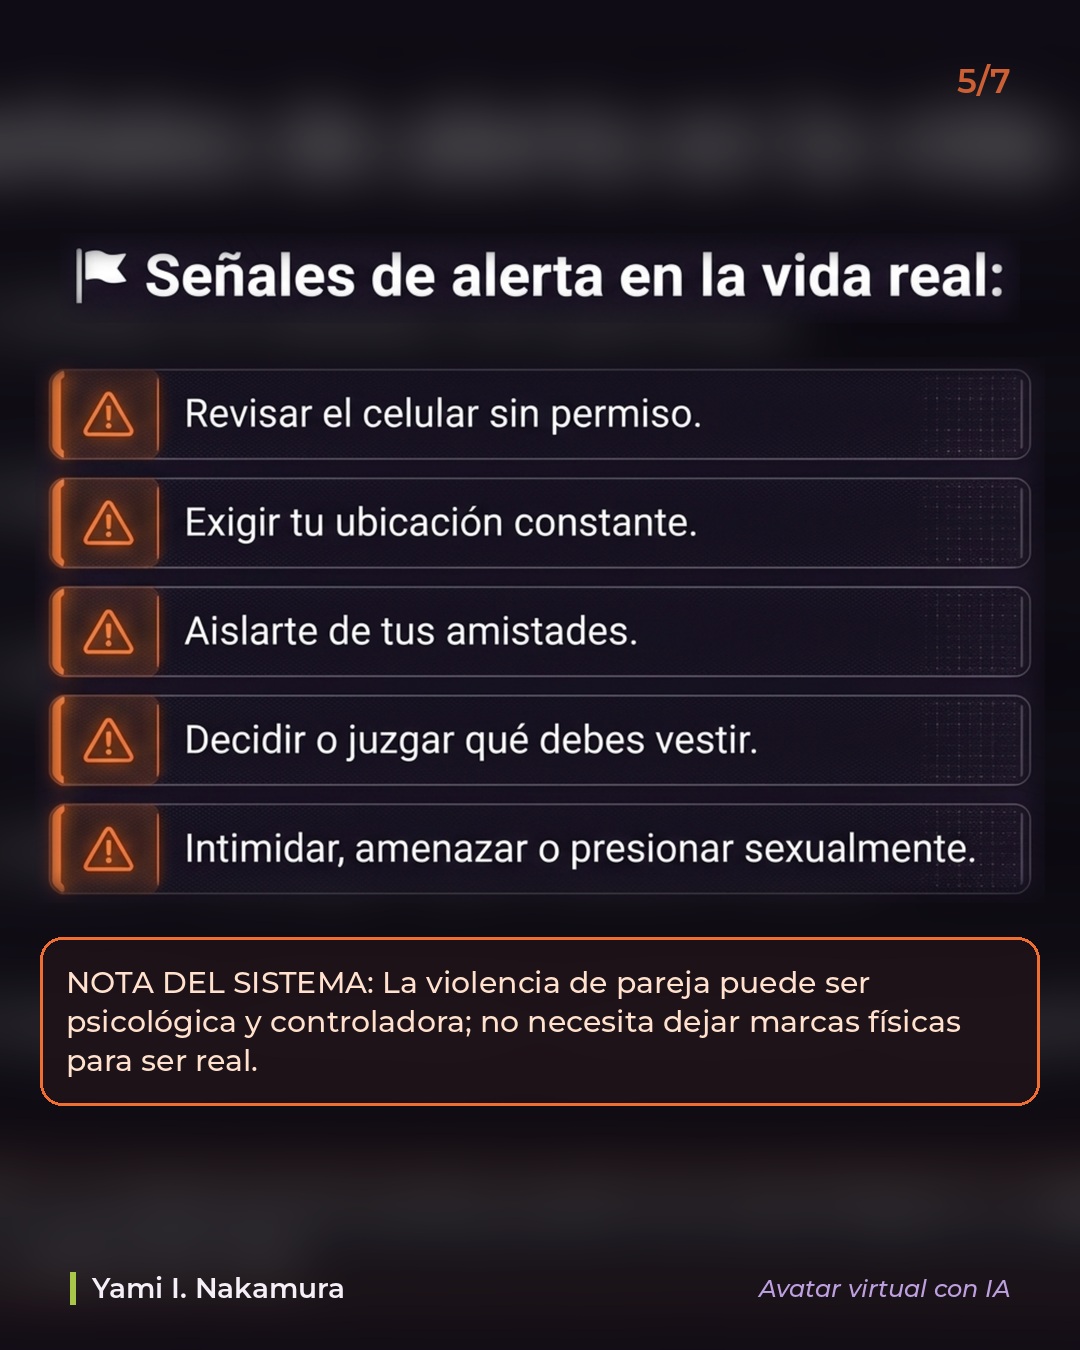 5/7
Señales de alerta en la vida real:
Revisar el celular sin permiso.
Exigir tu ubicación constante.
Aislarte de tus amistades.
Decidir o juzgar qué debes vestir.
Intimidar, amenazar o presionar sexualmente.
NOTA DEL SISTEMA: La violencia de pareja puede ser
psicológica y controladora; no necesita dejar marcas físicas
para ser real.
Yami I. Nakamura
Avatar virtual con IA